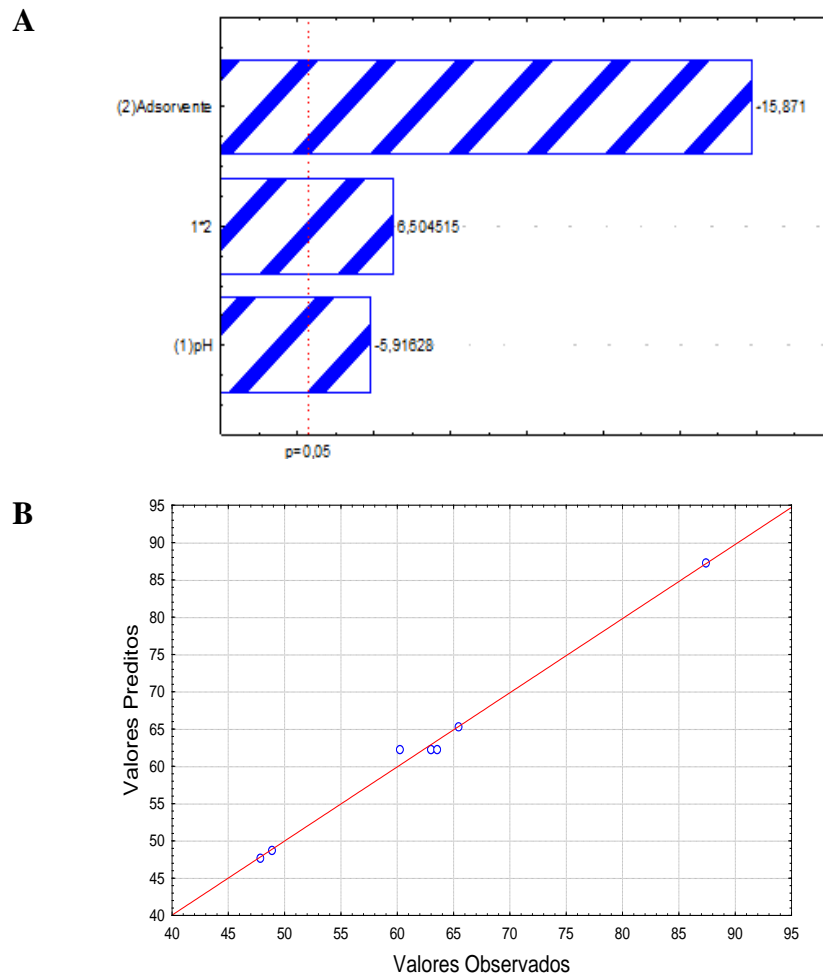 A
(2)Adsorvente
-15,871
1*2
6,504515
(1)pH
-5,91628
p=0,05
B
95
90
85
80
75
70
65
60
55
50
45
40
Valores Preditos
40 45 50 55 60 65 70 75 80 85 90 95
Valores Observados